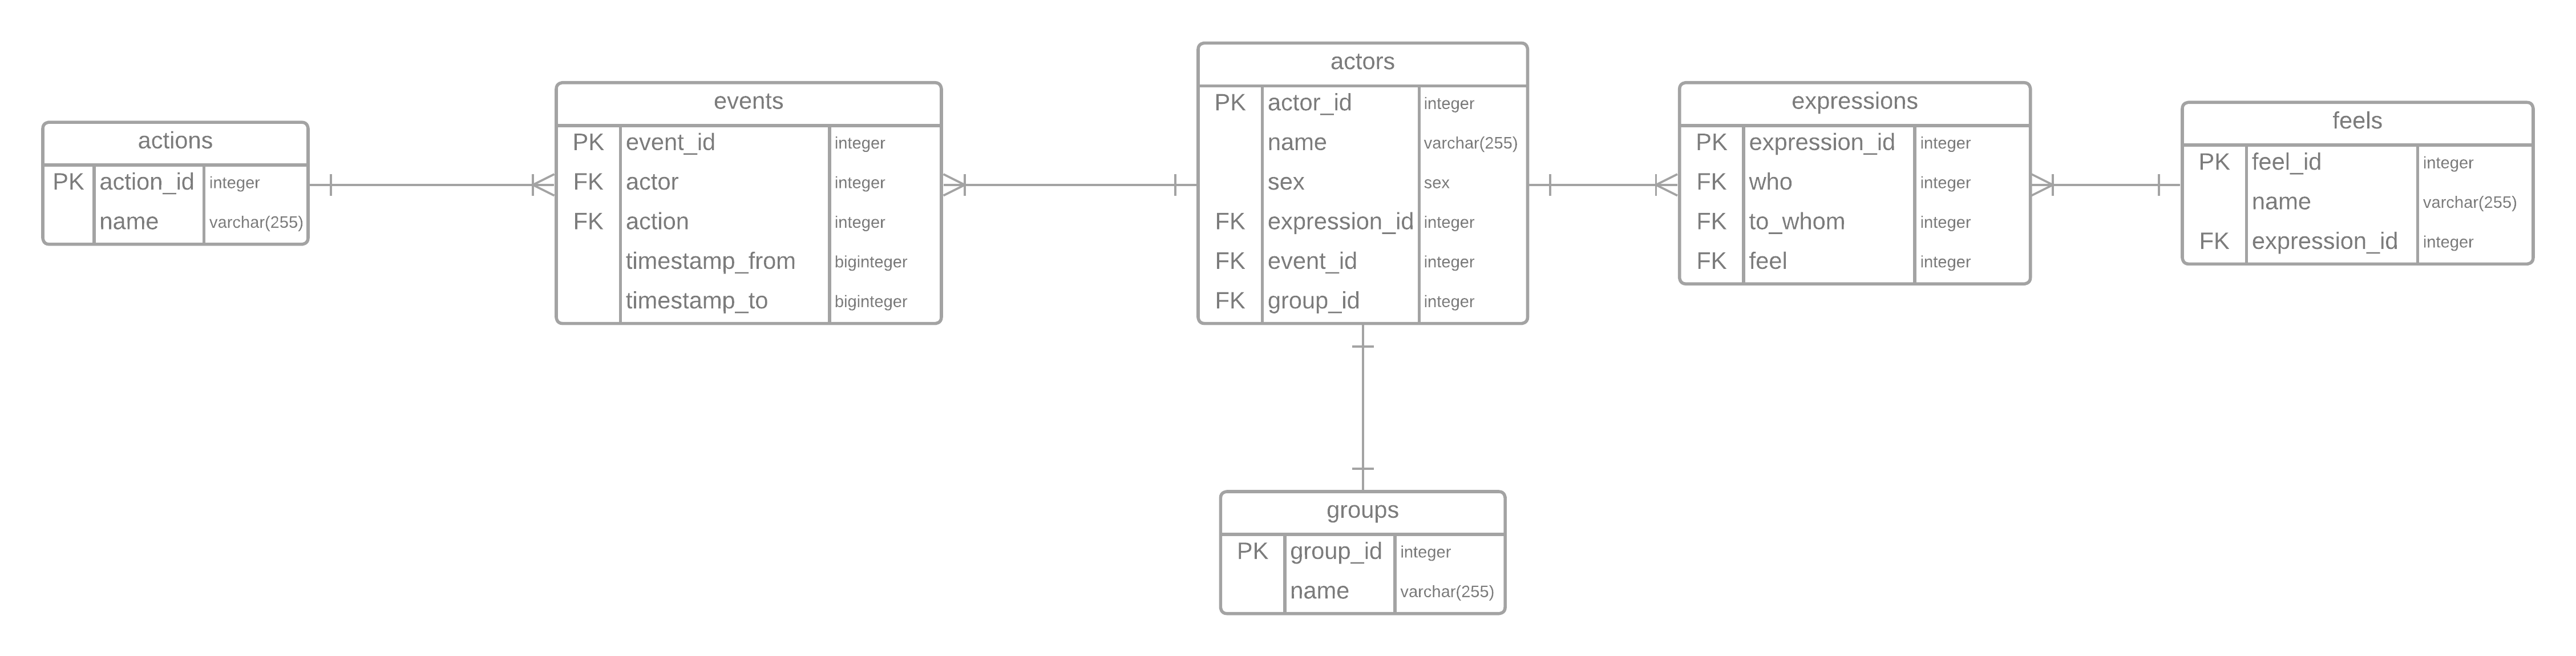 actions
PK action_id integer
name varchar(255)
events
PK event_id integer
FK actor integer
FK action integer
timestamp_from biginteger
timestamp_to biginteger
actors
PK actor_id integer
name varchar(255)
sex sex
FK expression_id integer
FK event_id integer
FK group_id integer
expressions
PK expression_id integer
FK who integer
FK to_whom integer
FK feel integer
feels
PK feel_id integer
name varchar(255)
FK expression_id integer
groups
PK group_id integer
name varchar(255)